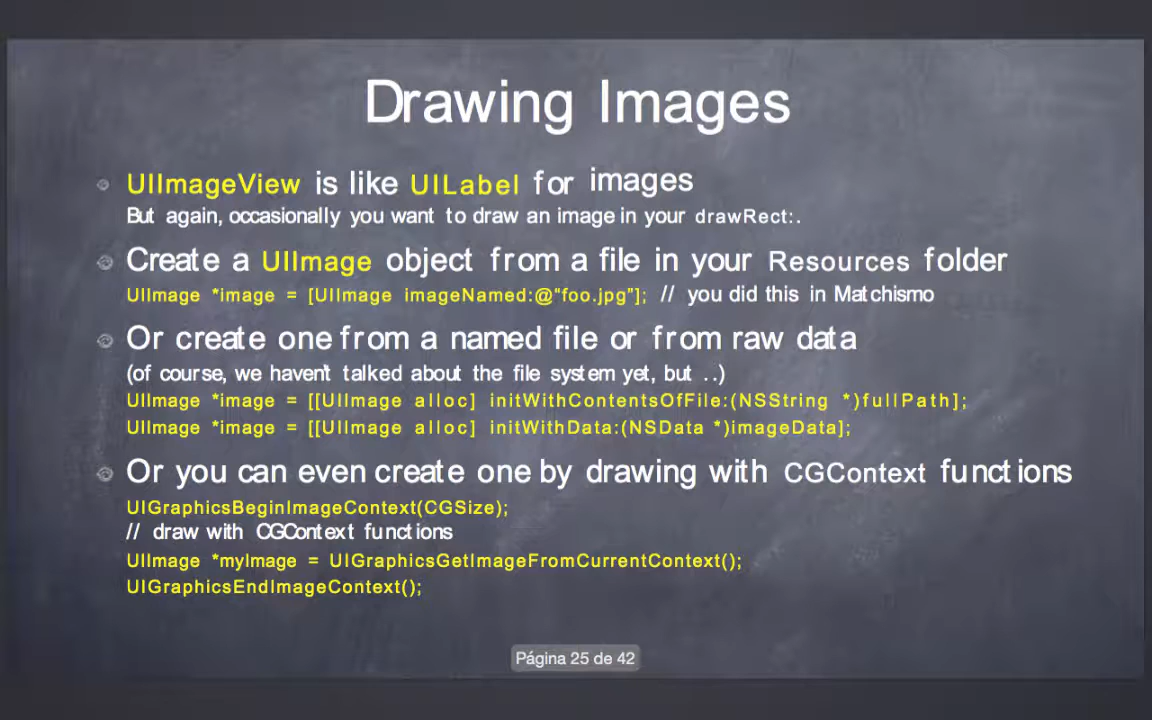 Drawing Images
UIImageView is like UILabel for images
But again, occasionally you want to draw an image in your drawRect:.
Create a UIImage object from a file in your Resources folder
UIImage *image = [UIImage imageNamed:@“foo.jpg”]; // you did this in Matchismo
Or create one from a named file or from raw data
(of course, we haven’t talked about the file system yet, but ..)
UIImage *image = [[UIImage alloc] initWithContentsOfFile:(NSString *)fullPath];
UIImage *image = [[UIImage alloc] initWithData:(NSData *)imageData];
Or you can even create one by drawing with CGContext functions
UIGraphicsBeginImageContext(CGSize);
// draw with CGContext functions
UIImage *myImage = UIGraphicsGetImageFromCurrentContext();
UIGraphicsEndImageContext();
Página 25 de 42